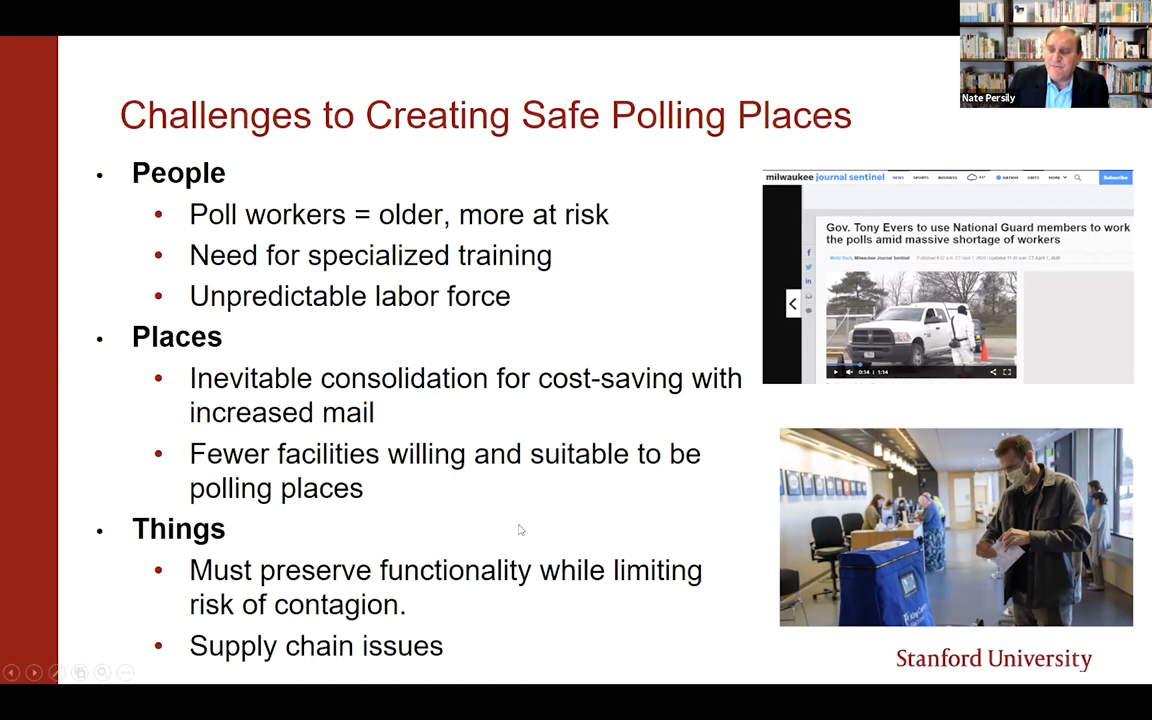 Nate Persily
Challenges to Creating Safe Polling Places
• People
• Poll workers = older, more at risk
• Need for specialized training
• Unpredictable labor force
• Places
• Inevitable consolidation for cost-saving with
increased mail
• Fewer facilities willing and suitable to be
polling places
• Things
• Must preserve functionality while limiting
risk of contagion.
• Supply chain issues
milwaukee journal sentinel NEWS SPORTS BUSINESS NATION OBITS MORE Subscribe
Gov. Tony Evers to use National Guard members to work
the polls amid massive shortage of workers
Milwaukee Journal Sentinel
0:14 | 1:14
Stanford University